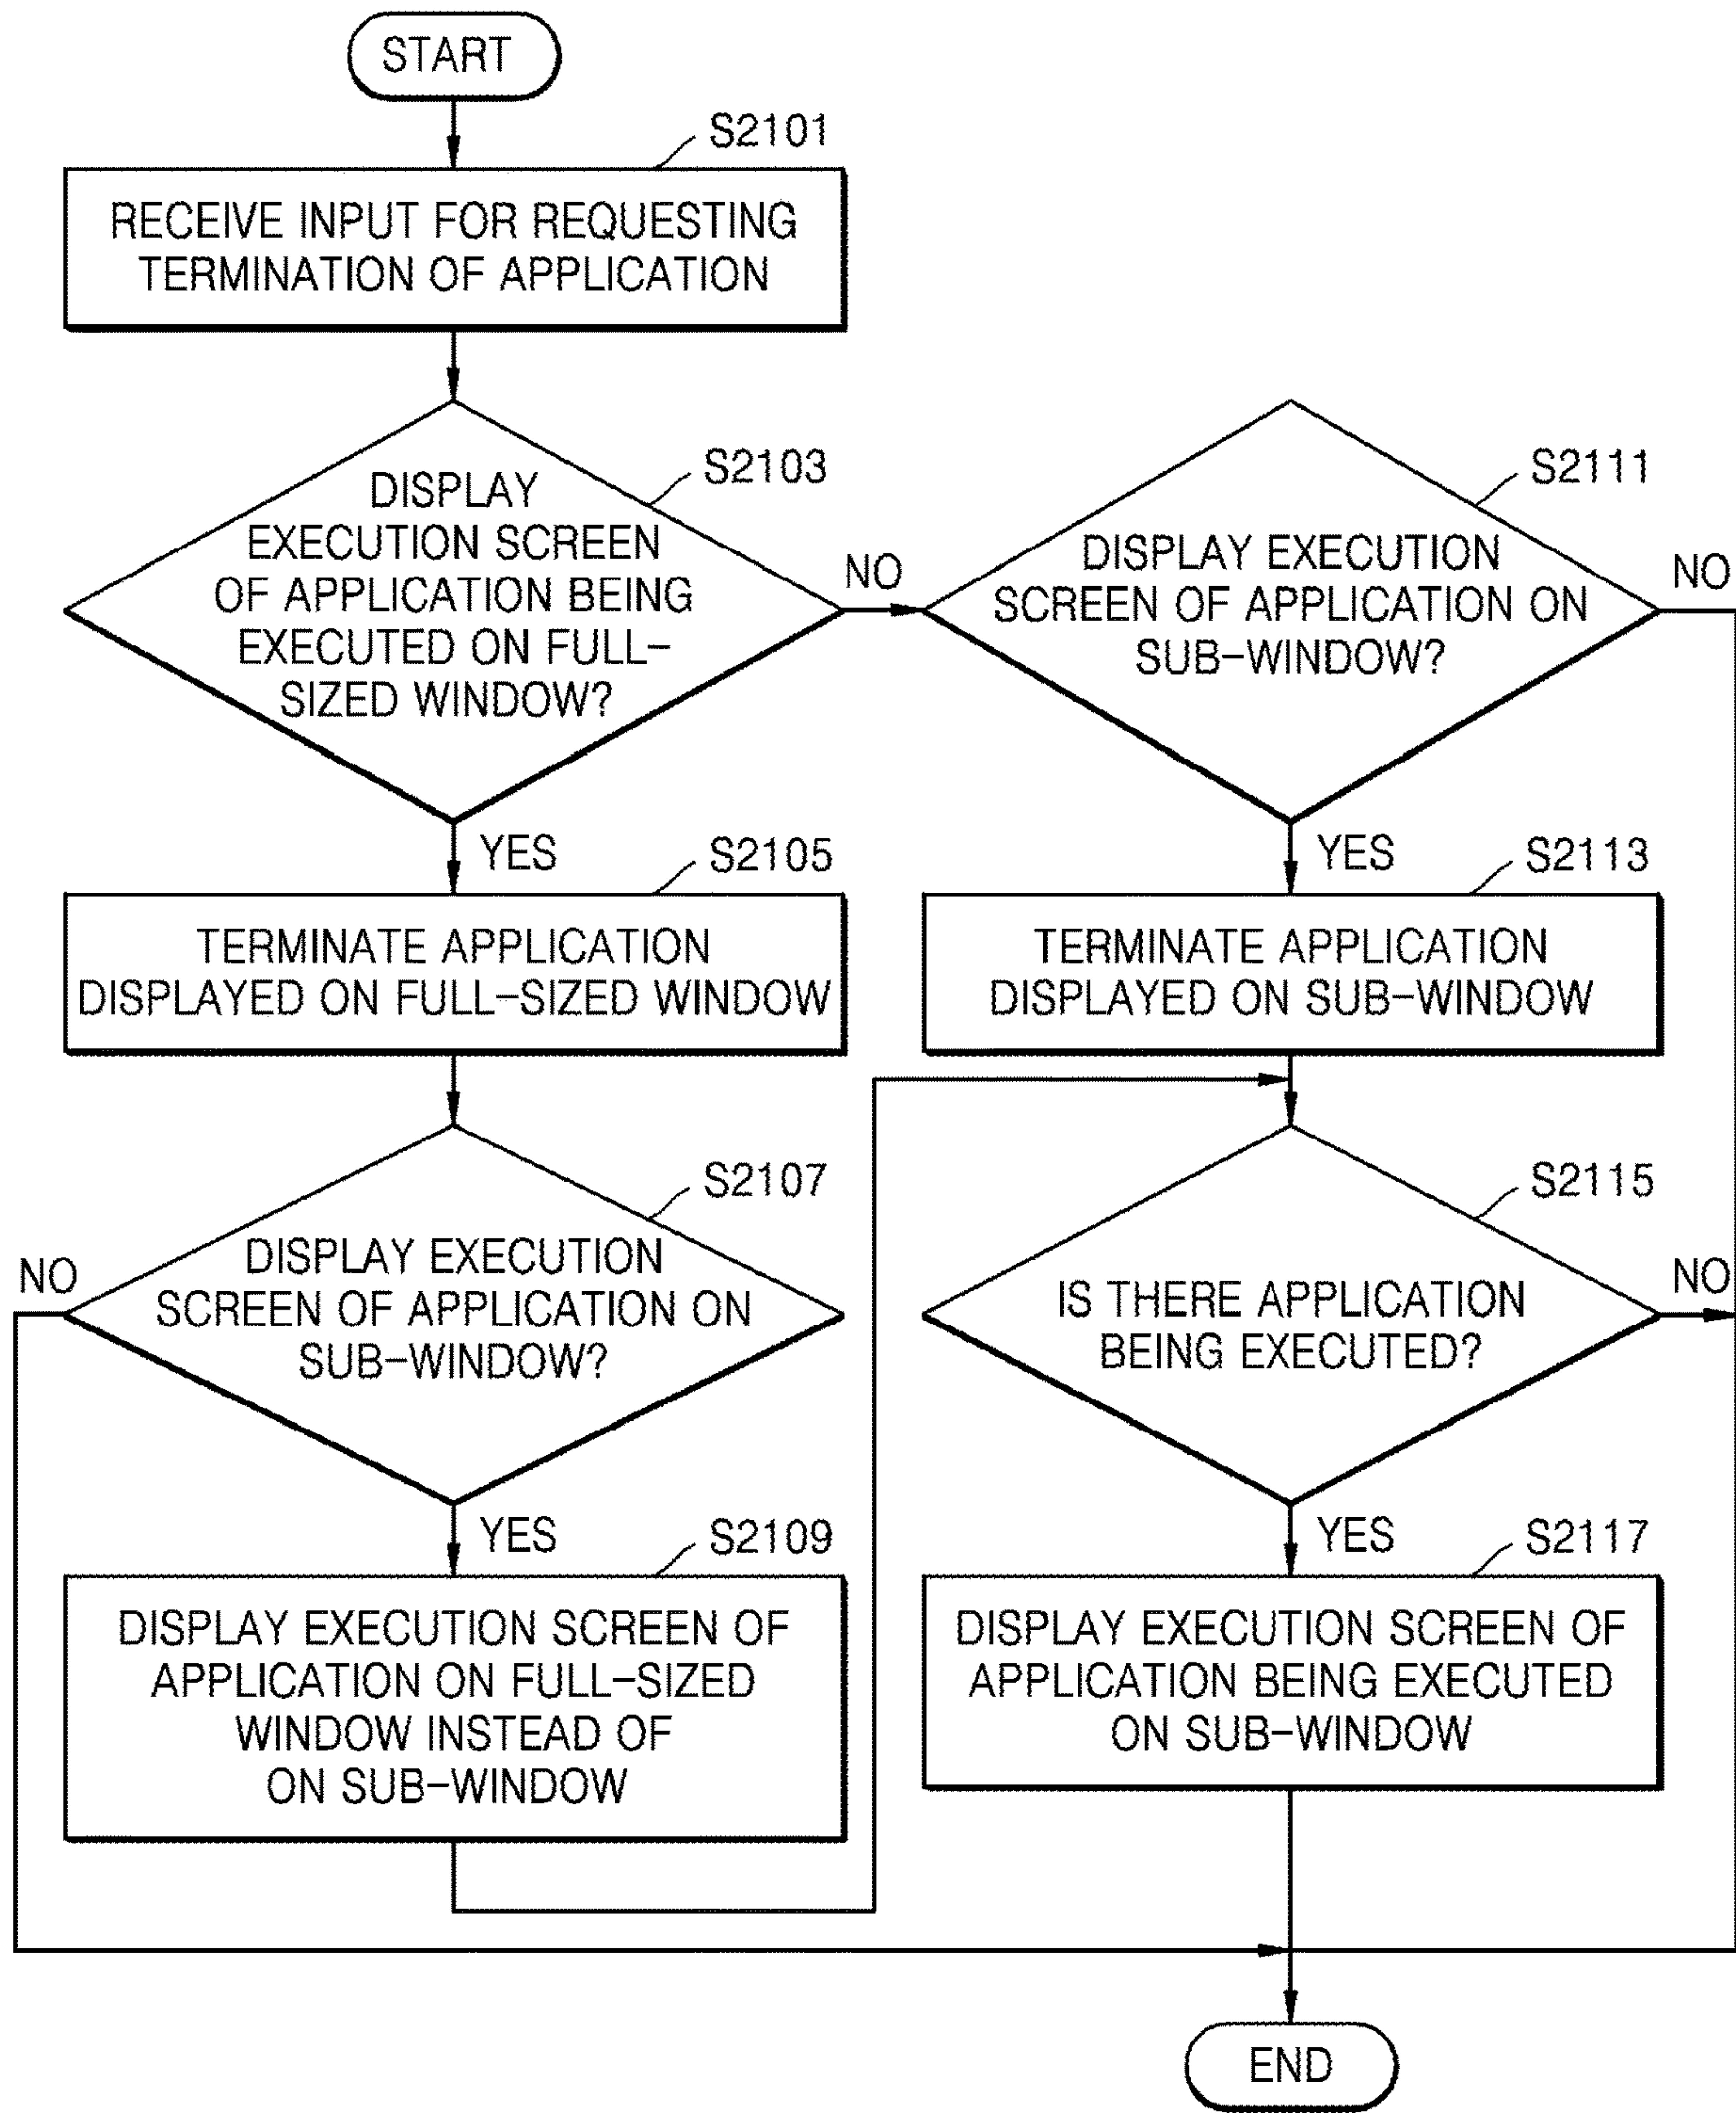 START
S2101
RECEIVE INPUT FOR REQUESTING
TERMINATION OF APPLICATION
S2103
DISPLAY
EXECUTION SCREEN
OF APPLICATION BEING
EXECUTED ON FULL-
SIZED WINDOW?
NO
S2111
DISPLAY EXECUTION
SCREEN OF APPLICATION ON
SUB-WINDOW?
NO
YES
S2105
TERMINATE APPLICATION
DISPLAYED ON FULL-SIZED WINDOW
YES
S2113
TERMINATE APPLICATION
DISPLAYED ON SUB-WINDOW
S2107
NO
DISPLAY EXECUTION
SCREEN OF APPLICATION ON
SUB-WINDOW?
S2115
IS THERE APPLICATION
BEING EXECUTED?
NO
YES
S2109
DISPLAY EXECUTION SCREEN OF
APPLICATION ON FULL-SIZED
WINDOW INSTEAD OF
ON SUB-WINDOW
YES
S2117
DISPLAY EXECUTION SCREEN OF
APPLICATION BEING EXECUTED
ON SUB-WINDOW
END